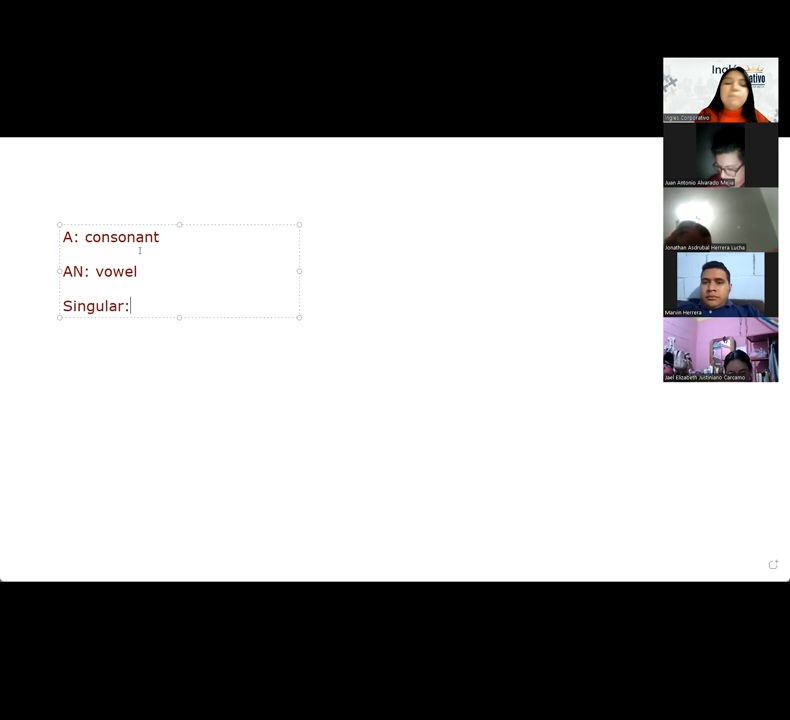 A: consonant
AN: vowel
Singular:
Inglés Corporativo
Juan Antonio Alvarado Mejia
Jonathan Asdrubal Herrera Lucha
Marvin Herrera
Jael Elizabeth Justiniano Carcamo